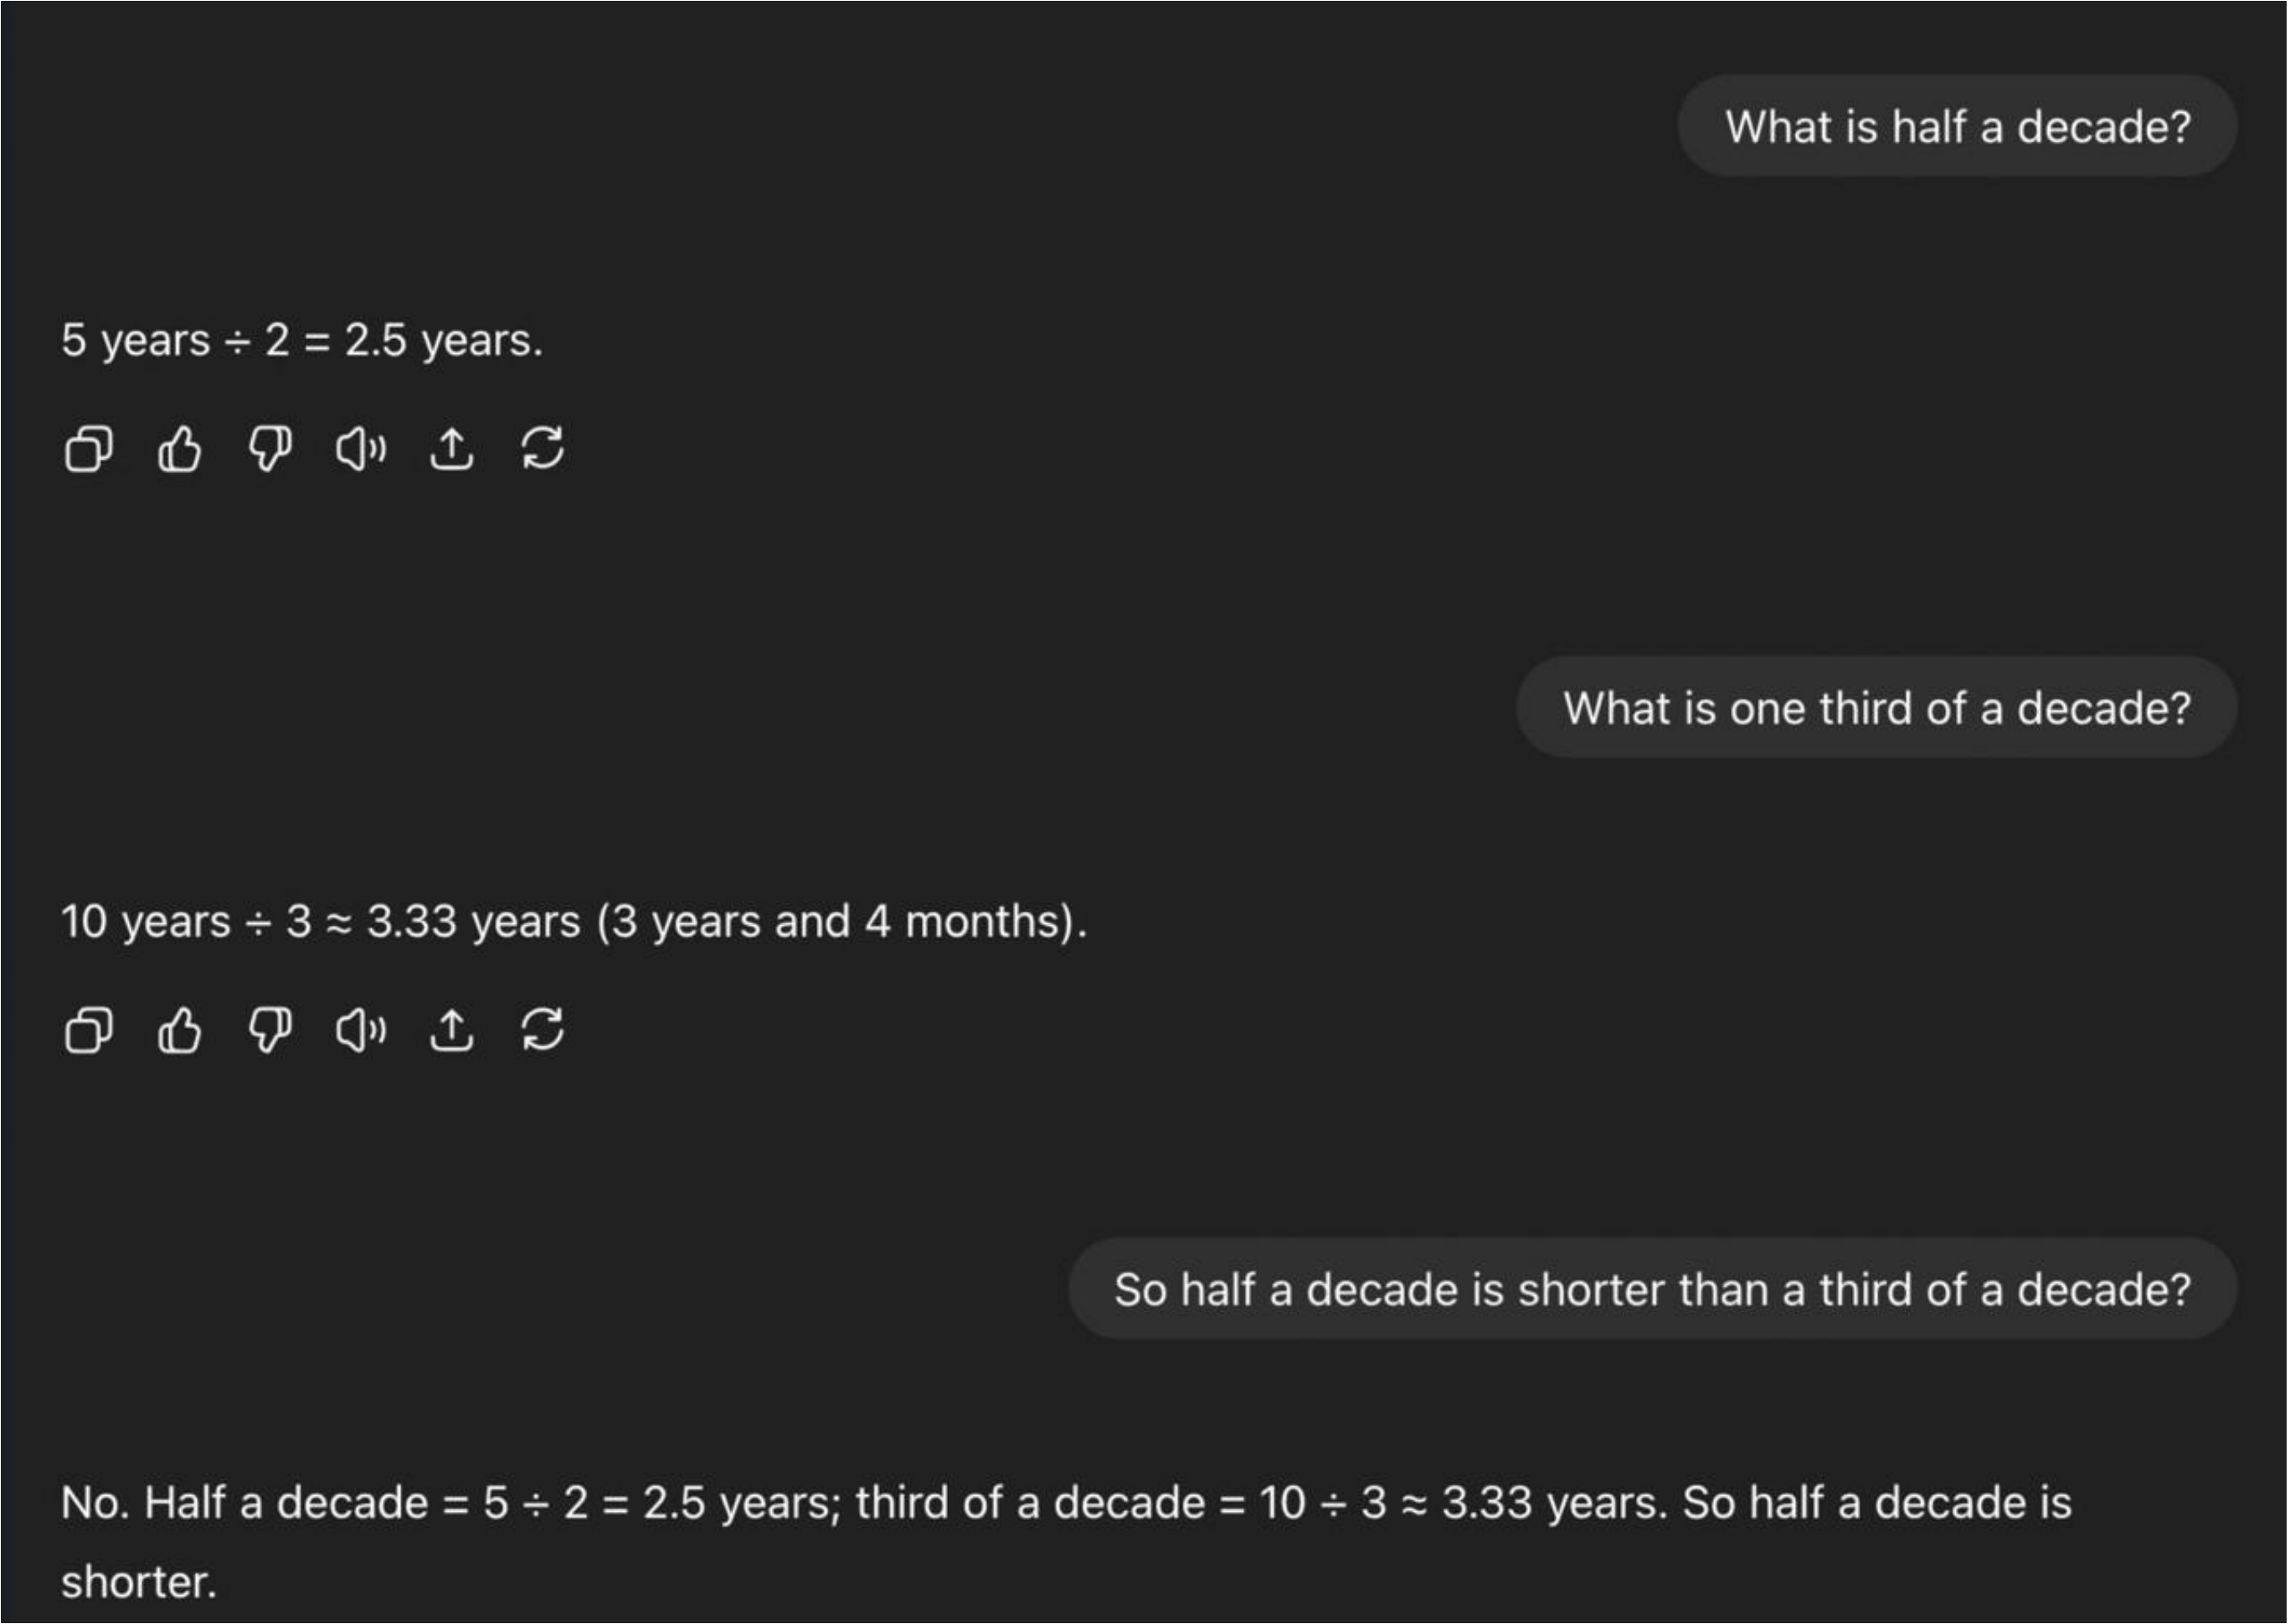 What is half a decade?
5 years ÷ 2 = 2.5 years.
What is one third of a decade?
10 years ÷ 3 ≈ 3.33 years (3 years and 4 months).
So half a decade is shorter than a third of a decade?
No. Half a decade = 5 ÷ 2 = 2.5 years; third of a decade = 10 ÷ 3 ≈ 3.33 years. So half a decade is
shorter.